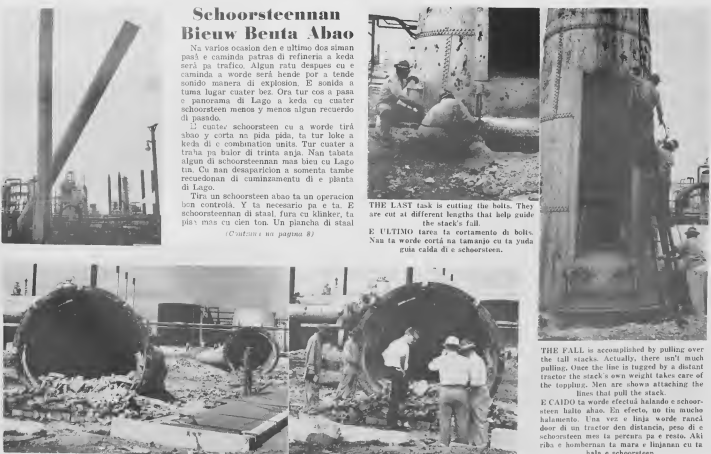 Schoorsteennan
Bieuw Benta Abao
Na varios ocasion den e ultimo dos siman
pasá e caminda patras di refineria a keda
será pa trafico. Algun ratu despues cu e
caminda a worde será hende por a tende
sonido manera di explosion. E sonido a
tuma lugar cuater bez. Ora tur cos a pasa
e panorama di Lago a keda cu cuater
schoorsteen menos y menos algun recuerdo
di pasado.
E cuater schoorsteen cu a worde tirá
abao y corta na pida pida, ta tur loke a
keda di e combination units. Tur cuater a
traha pa balor di trinta anja. Nan tabata
algun di schoorsteennan mas bieu cu Lago
tin. Cu nan desaparicion a somenta tambe
recuedonan di cuminzamentu di e planta
di Lago.
Tira un schoorsteen abao ta un operacion
bon controlá. Y ta necesario pa e ta. E
schoorsteennan di staal, fura cu klinker, ta
pisa mas cu cien ton. Un plancha di staal
(Continua na pagina 8)
THE LAST task is cutting the bolts. They
are cut at different lengths that help guide
the stack's fall.
E ULTIMO tarea ta cortamento di bolts.
Nan ta worde cortá na tamanjo cu ta yuda
guia caida di e schoorsteen.
THE FALL is accomplished by pulling over
the tall stacks. Actually, there isn't much
pulling. Once the line is tugged by a distant
tractor the stack's own weight takes care of
the toppling. Men are shown attaching the
lines that pull the stack.
E CAIDO ta worde efectuá halando e schoor-
steen halto abao. En efecto, no tin mucho
halamento. Una vez e linja worde rancá
door di un tractor den distancia, peso di e
schoorsteen mes ta percura pa e resto. Aki
riba e hombernan ta mara e linjanan cu ta
hala e schoorsteen.